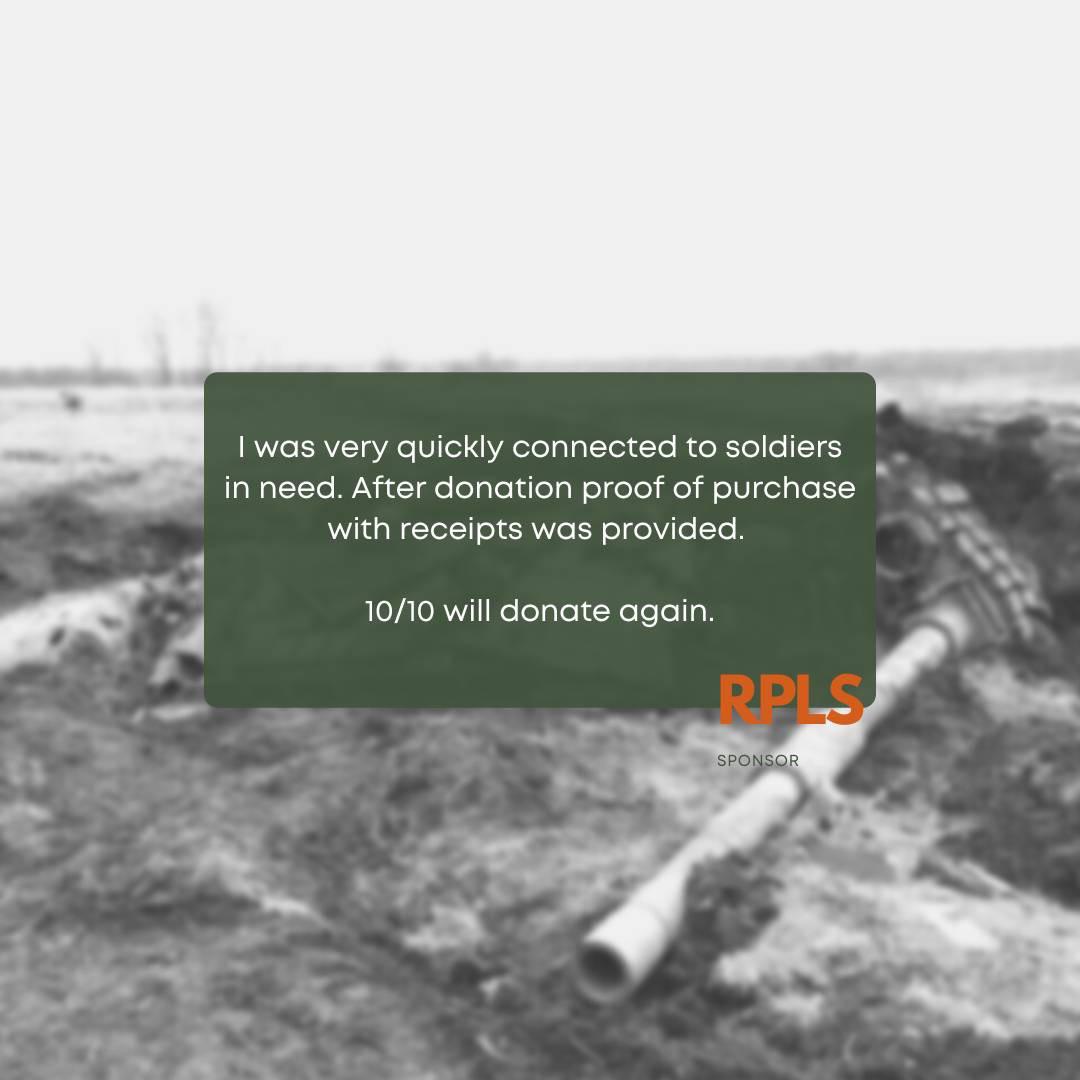 I was very quickly connected to soldiers
in need. After donation proof of purchase
with receipts was provided.
10/10 will donate again.
RPLS
SPONSOR